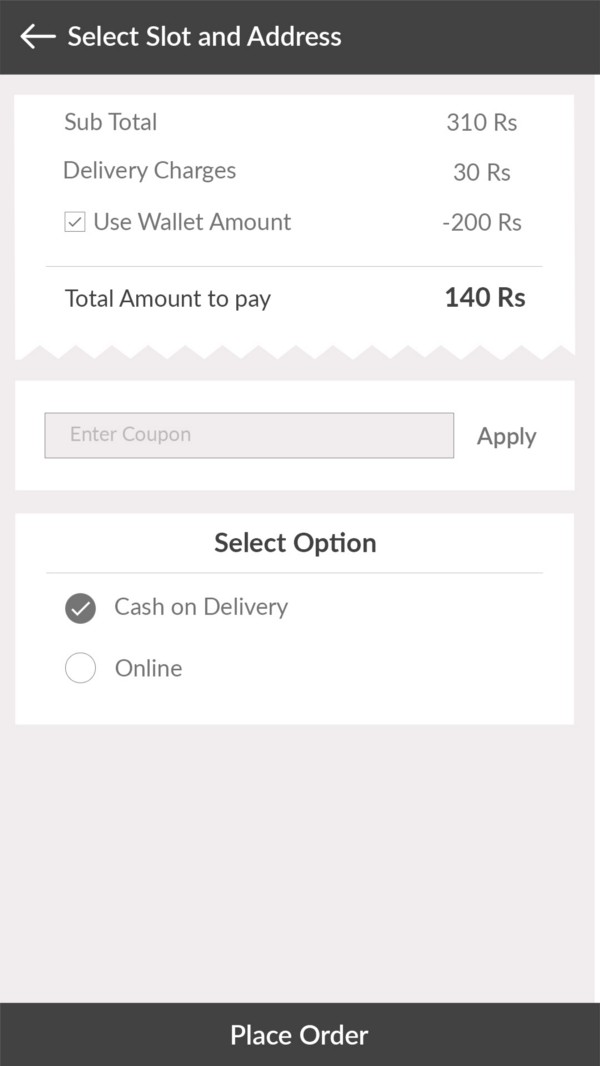 Select Slot and Address
Sub Total 310 Rs
Delivery Charges 30 Rs
Use Wallet Amount -200 Rs
Total Amount to pay 140 Rs
Enter Coupon Apply
Select Option
Cash on Delivery
Online
Place Order